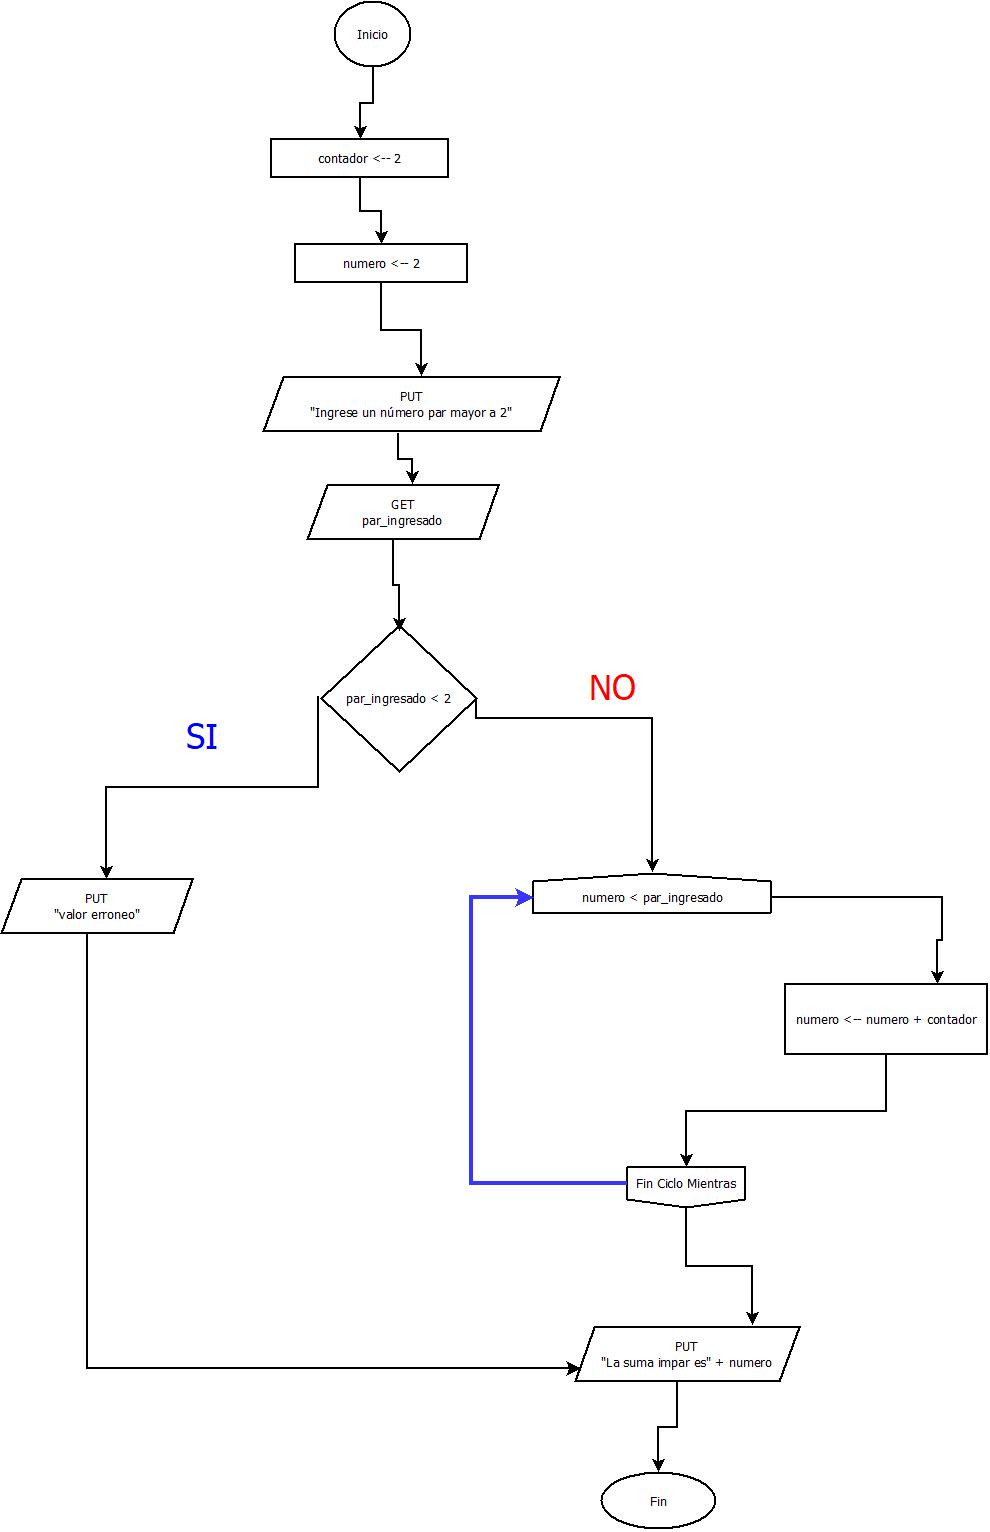 Inicio
contador <-- 2
numero <-- 2
PUT
"Ingrese un número par mayor a 2"
GET
par_ingresado
par_ingresado < 2
NO
SI
PUT
"valor erroneo"
numero < par_ingresado
numero <-- numero + contador
Fin Ciclo Mientras
PUT
"La suma impar es" + numero
Fin